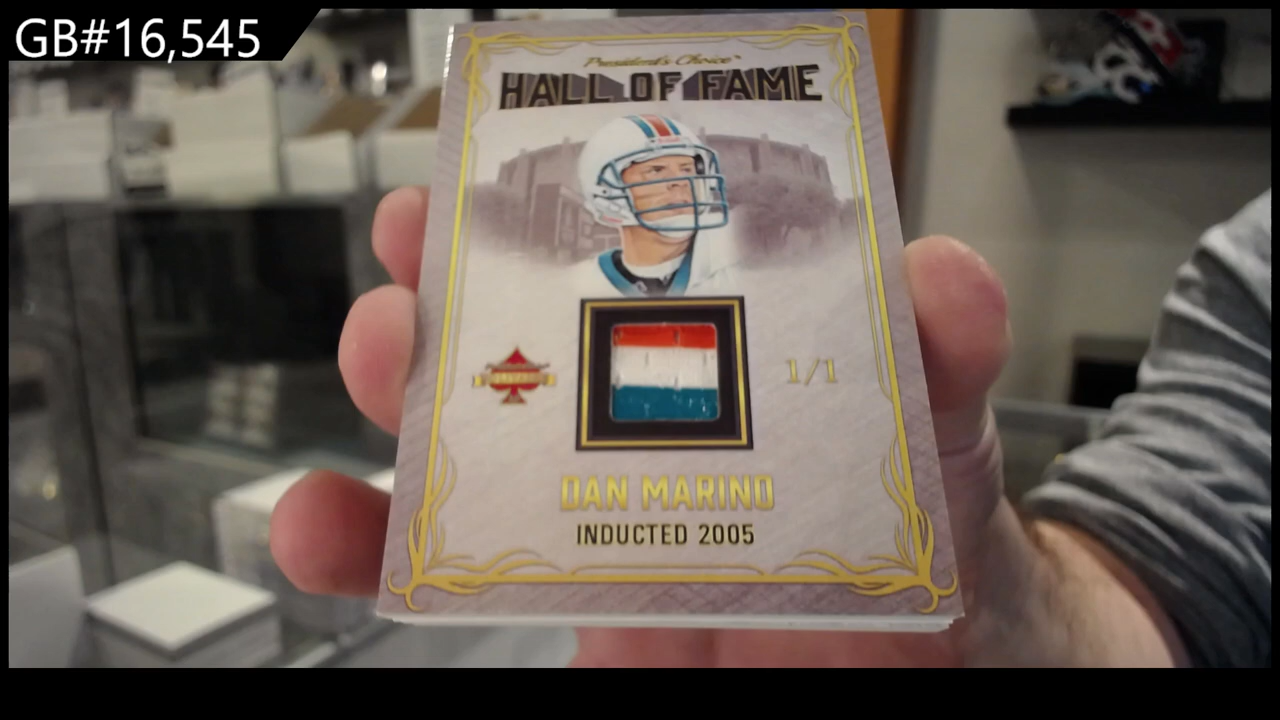 GB#16,545
President's Choice
HALL OF FAME
1/1
DAN MARINO
INDUCTED 2005